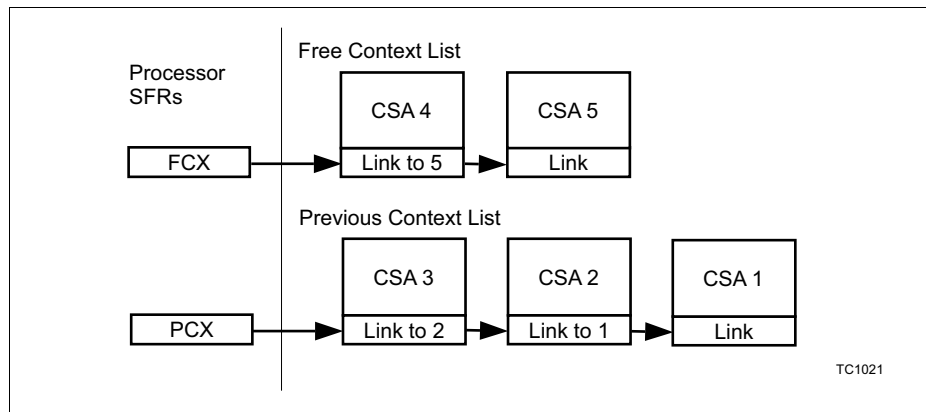 Free Context List
Processor
SFRs
CSA 4
CSA 5
FCX
Link to 5
Link
Previous Context List
CSA 3
CSA 2
CSA 1
PCX
Link to 2
Link to 1
Link
TC1021